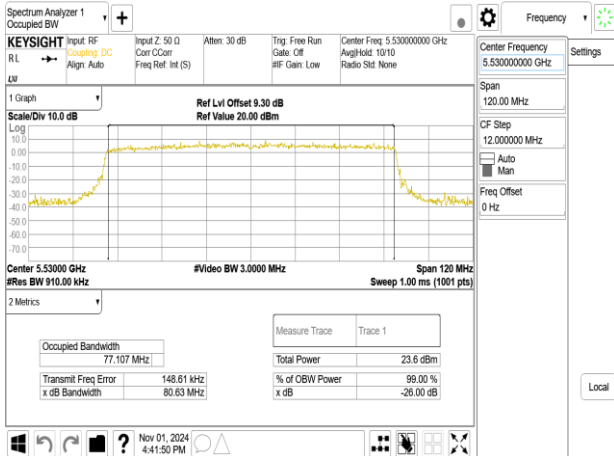 Spectrum Analyzer 1
Occupied BW
Frequency
KEYSIGHT
RL
LXI
Input: RF
Coupling: DC
Align: Auto
Input Z: 50 Ω
Corr CCorr
Freq Ref: Int (S)
Atten: 30 dB
Trig: Free Run
Gate: Off
#IF Gain: Low
Center Freq: 5.530000000 GHz
Avg|Hold: 10/10
Radio Std: None
Center Frequency
5.530000000 GHz
Settings
Span
120.00 MHz
CF Step
12.000000 MHz
Auto
Man
Freq Offset
0 Hz
Local
1 Graph
Scale/Div 10.0 dB
Ref Lvl Offset 9.30 dB
Ref Value 20.00 dBm
Log
10.0
0.00
-10.0
-20.0
-30.0
-40.0
-50.0
-60.0
-70.0
Center 5.53000 GHz
#Res BW 910.00 kHz
#Video BW 3.0000 MHz
Span 120 MHz
Sweep 1.00 ms (1001 pts)
2 Metrics
Measure Trace
Trace 1
Occupied Bandwidth
77.107 MHz
Total Power
23.6 dBm
Transmit Freq Error
148.61 kHz
% of OBW Power
99.00 %
x dB Bandwidth
80.63 MHz
x dB
-26.00 dB
?
Nov 01, 2024
4:41:50 PM